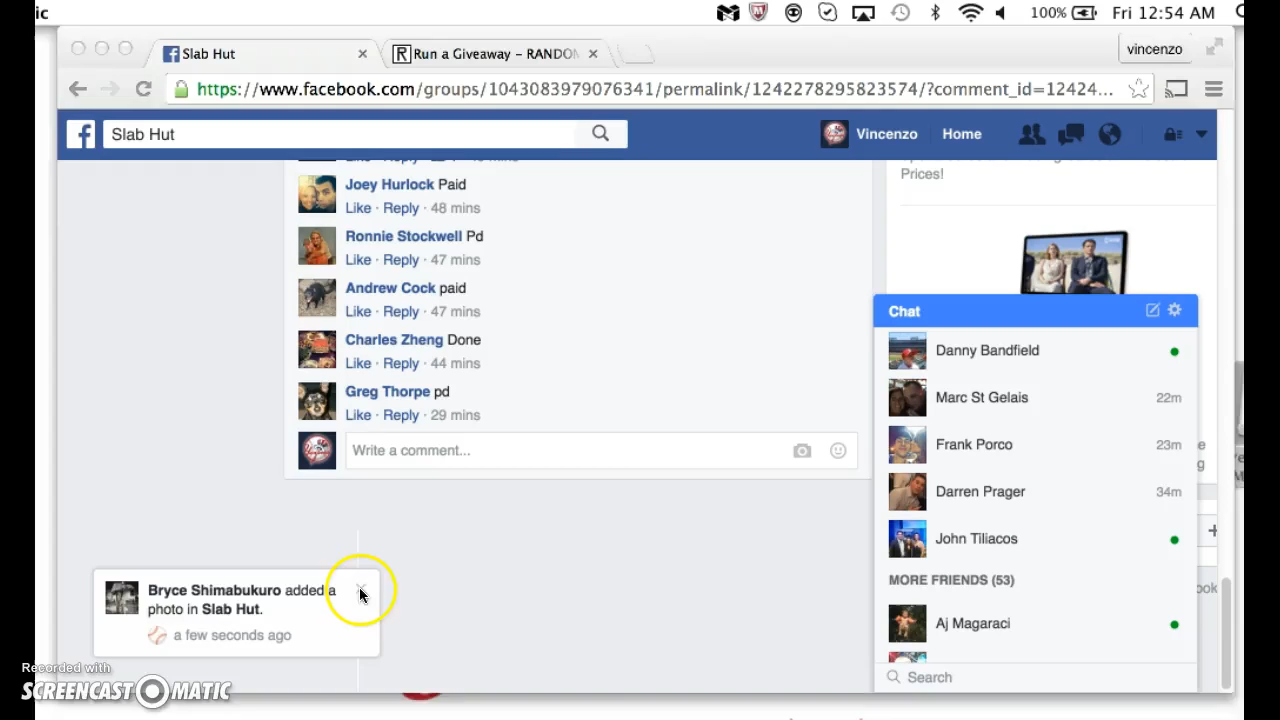 ic
100%
Fri 12:54 AM
Slab Hut
Run a Giveaway - RANDOM
vincenzo
https://www.facebook.com/groups/1043083979076341/permalink/1242278295823574/?comment_id=12424...
Slab Hut
Vincenzo
Home
Prices!
Joey Hurlock Paid
Like · Reply · 48 mins
Ronnie Stockwell Pd
Like · Reply · 47 mins
Andrew Cock paid
Like · Reply · 47 mins
Charles Zheng Done
Like · Reply · 44 mins
Greg Thorpe pd
Like · Reply · 29 mins
Write a comment...
Chat
Danny Bandfield
Marc St Gelais 22m
Frank Porco 23m
Darren Prager 34m
John Tiliacos
MORE FRIENDS (53)
Aj Magaraci
Search
Bryce Shimabukuro added a
photo in Slab Hut.
a few seconds ago
Recorded with
SCREENCAST-O-MATIC